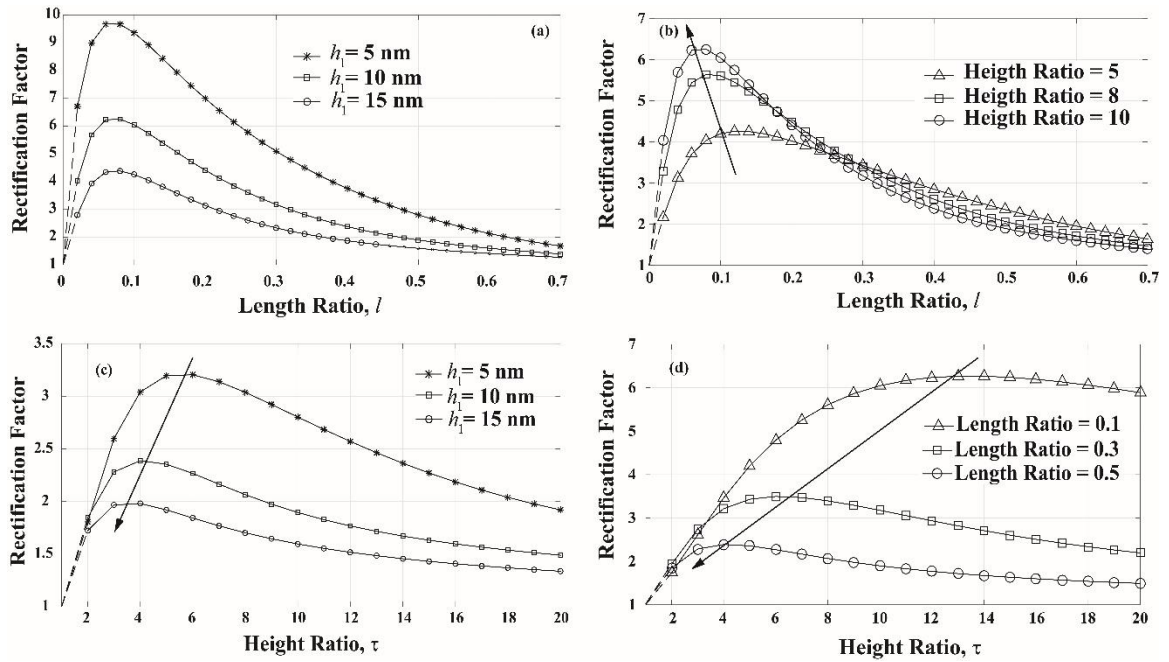 Rectification Factor
10
9
8
7
6
5
4
3
2
1
(a)
h₁= 5 nm
h₁= 10 nm
h₁= 15 nm
0 0.1 0.2 0.3 0.4 0.5 0.6 0.7
Length Ratio, l
Rectification Factor
7
6
5
4
3
2
1
(b)
Heigth Ratio = 5
Heigth Ratio = 8
Heigth Ratio = 10
0 0.1 0.2 0.3 0.4 0.5 0.6 0.7
Length Ratio, l
Rectification Factor
3.5
3
2.5
2
1.5
1
(c)
h₁= 5 nm
h₁= 10 nm
h₁= 15 nm
2 4 6 8 10 12 14 16 18 20
Height Ratio, τ
Rectification Factor
7
6
5
4
3
2
1
(d)
Length Ratio = 0.1
Length Ratio = 0.3
Length Ratio = 0.5
2 4 6 8 10 12 14 16 18 20
Height Ratio, τ